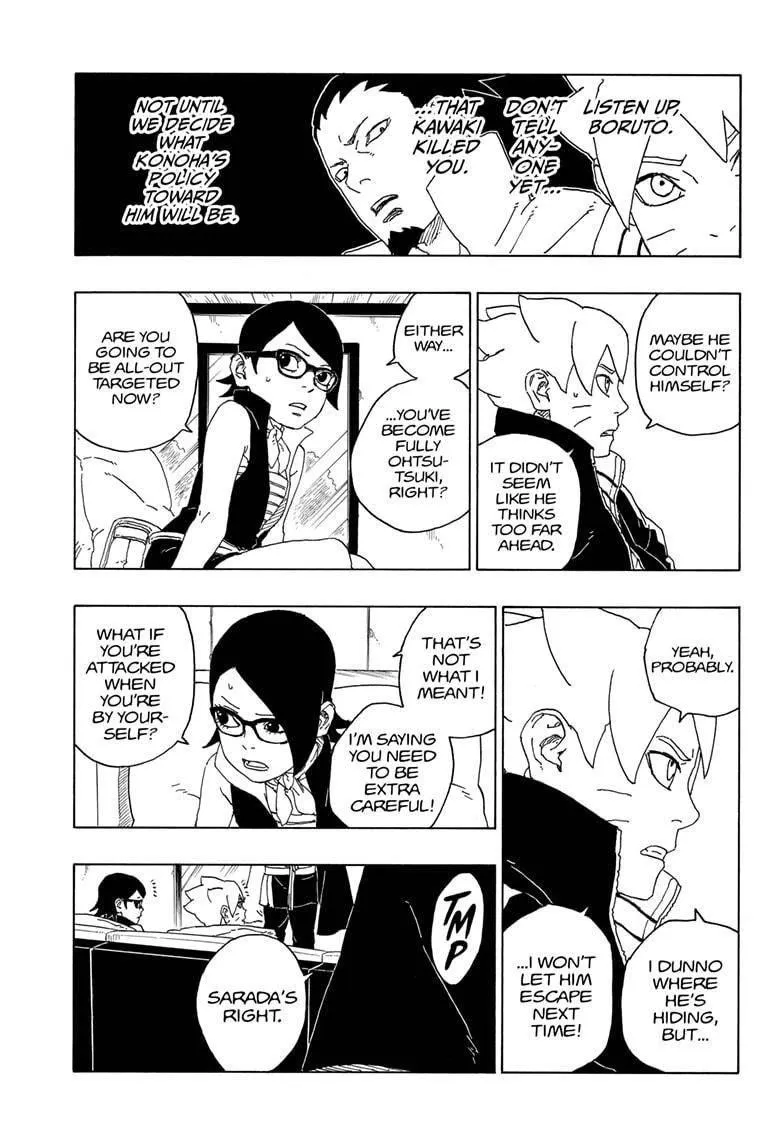 LISTEN UP,
BORUTO.
DON'T
TELL
ANY-
ONE
YET...
...THAT
KAWAKI
KILLED
YOU.
NOT UNTIL
WE DECIDE
WHAT
KONOHA'S
POLICY
TOWARD
HIM WILL BE.
MAYBE HE
COULDN'T
CONTROL
HIMSELF?
IT DIDN'T
SEEM
LIKE HE
THINKS
TOO FAR
AHEAD.
EITHER
WAY...
...YOU'VE
BECOME
FULLY
OHTSU-
TSUKI,
RIGHT?
ARE YOU
GOING TO
BE ALL-OUT
TARGETED
NOW?
YEAH,
PROBABLY.
I DUNNO
WHERE
HE'S
HIDING,
BUT...
...I WON'T
LET HIM
ESCAPE
NEXT
TIME!
THAT'S
NOT
WHAT I
MEANT!
I'M SAYING
YOU NEED
TO BE
EXTRA
CAREFUL!
WHAT IF
YOU'RE
ATTACKED
WHEN
YOU'RE
BY YOUR-
SELF?
TMP
SARADA'S
RIGHT.